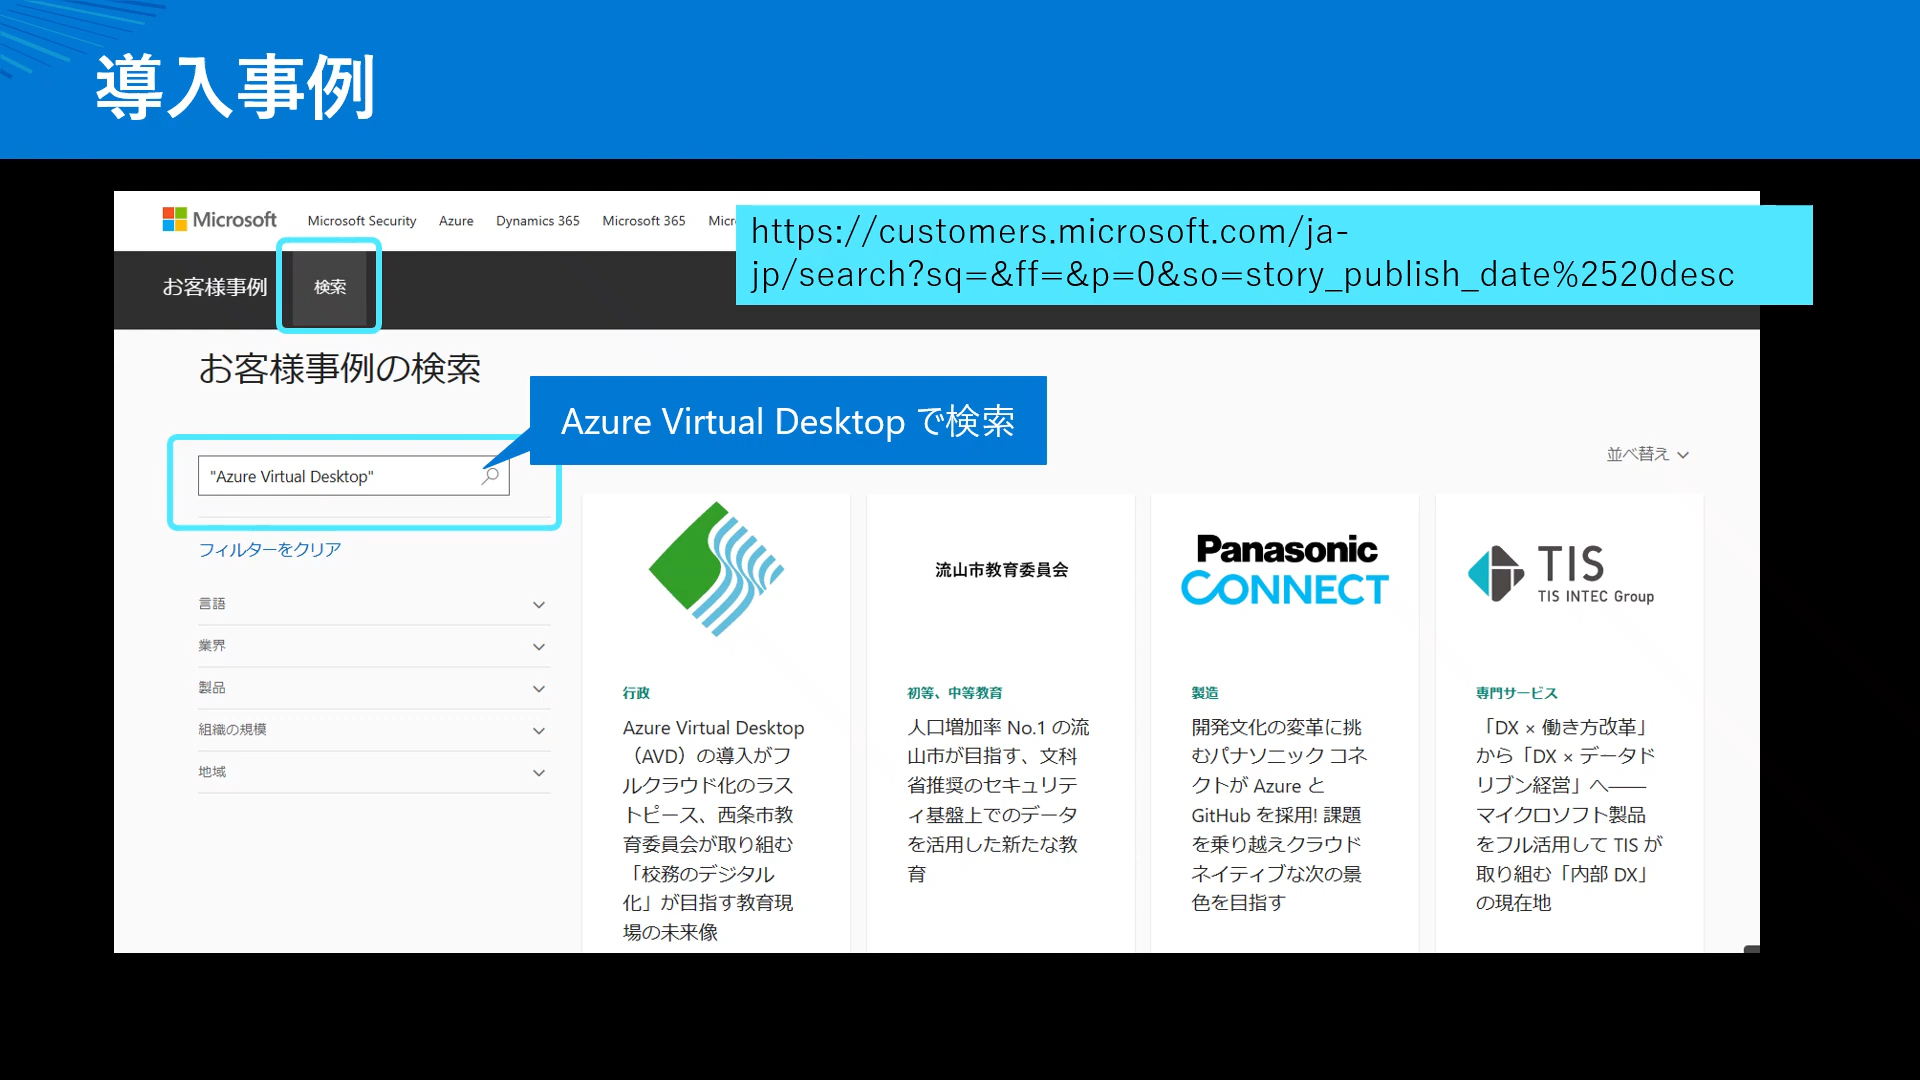 導入事例
Microsoft
Microsoft Security
Azure
Dynamics 365
Microsoft 365
https://customers.microsoft.com/ja-
jp/search?sq=&ff=&p=0&so=story_publish_date%2520desc
お客様事例
検索
お客様事例の検索
Azure Virtual Desktop で検索
"Azure Virtual Desktop"
並べ替え
フィルターをクリア
言語
業界
製品
組織の規模
地域
行政
Azure Virtual Desktop
（AVD）の導入がフ
ルクラウド化のラス
トピース、西条市教
育委員会が取り組む
「校務のデジタル
化」が目指す教育現
場の未来像
流山市教育委員会
初等、中等教育
人口増加率 No.1 の流
山市が目指す、文科
省推奨のセキュリテ
ィ基盤上でのデータ
を活用した新たな教
育
Panasonic
CONNECT
製造
開発文化の変革に挑
むパナソニック コネ
クトが Azure と
GitHub を採用! 課題
を乗り越えクラウド
ネイティブな次の景
色を目指す
TIS
TIS INTEC Group
専門サービス
「DX × 働き方改革」
から「DX × データド
リブン経営」へ――
マイクロソフト製品
をフル活用して TIS が
取り組む「内部 DX」
の現在地